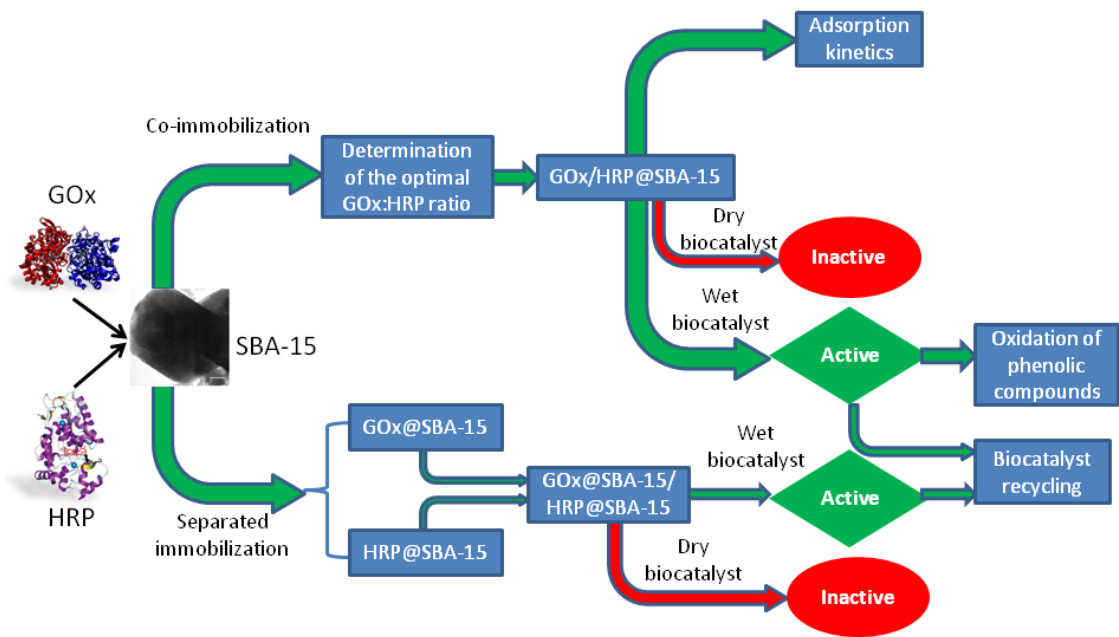 Adsorption
kinetics
Co-immobilization
Determination
of the optimal
GOx:HRP ratio
GOx/HRP@SBA-15
GOx
Dry
biocatalyst
Inactive
Wet
biocatalyst
SBA-15
Active
Oxidation of
phenolic
compounds
GOx@SBA-15
Wet
biocatalyst
GOx@SBA-15/
HRP@SBA-15
Active
Biocatalyst
recycling
HRP
Separated
immobilization
HRP@SBA-15
Dry
biocatalyst
Inactive